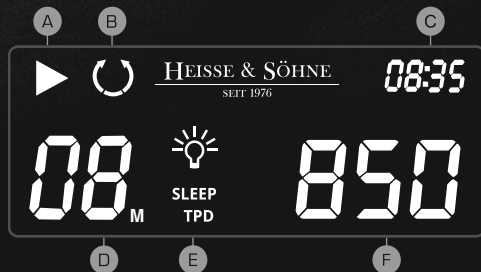 A B C
HEISSE & SÖHNE
SEIT 1976
08:35
08 M
SLEEP
TPD
850
D E F